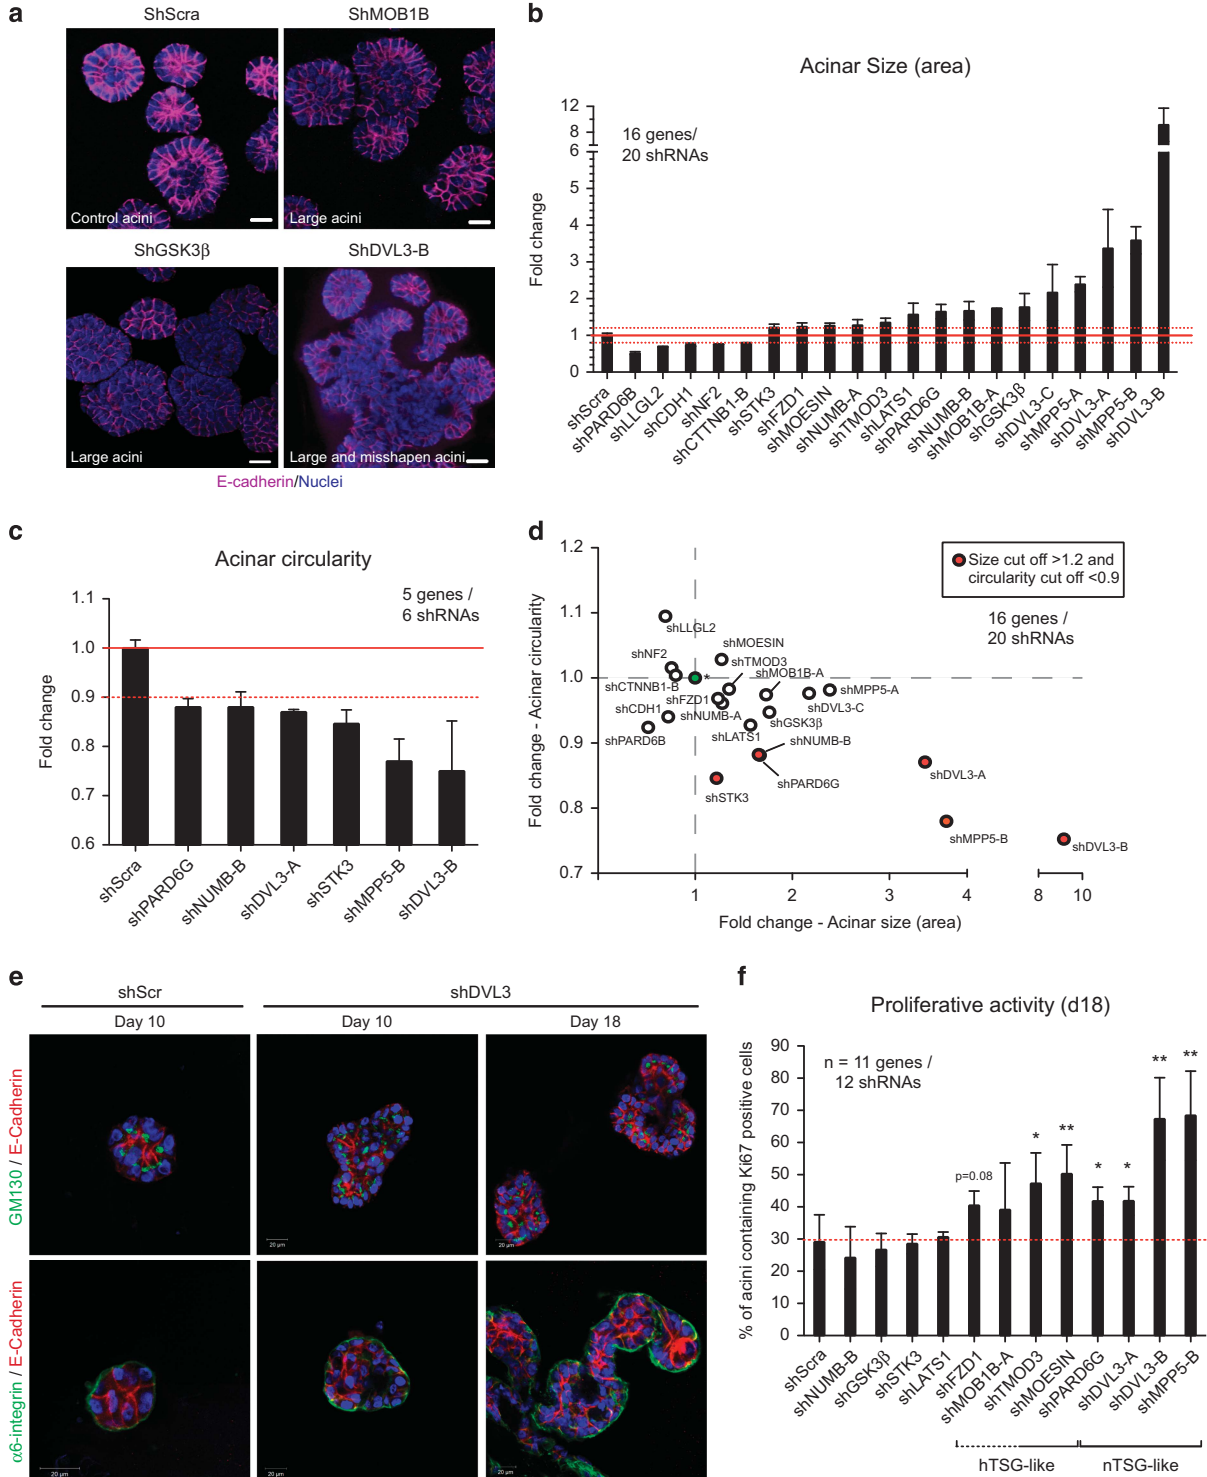 a
ShScra
ShMOB1B
Control acini
Large acini
ShGSK3β
ShDVL3-B
Large acini
Large and misshapen acini
E-cadherin/Nuclei
b
Acinar Size (area)
16 genes/
20 shRNAs
Fold change
12
8
6
5
4
3
2
1
0
shScra
shPARD6B
shLLGL2
shCDH1
shNF2
shCTTNB1-B
shSTK3
shFZD1
shMOESIN
shNUMB-A
shTMOD3
shLATS1
shPARD6G
shNUMB-B
shMOB1B-A
shGSK3β
shDVL3-C
shMPP5-A
shDVL3-A
shMPP5-B
shDVL3-B
c
Acinar circularity
5 genes /
6 shRNAs
Fold change
1.1
1.0
0.9
0.8
0.7
0.6
shScra
shPARD6G
shNUMB-B
shDVL3-A
shSTK3
shMPP5-B
shDVL3-B
d
Size cut off >1.2 and
circularity cut off <0.9
16 genes /
20 shRNAs
Fold change - Acinar circularity
1.2
1.1
1.0
0.9
0.8
0.7
shLLGL2
shMOESIN
shNF2
shTMOD3
*
shMOB1B-A
shCTNNB1-B
shMPP5-A
shFZD1
shDVL3-C
shCDH1
shNUMB-A
shGSK3β
shPARD6B
shLATS1
shNUMB-B
shPARD6G
shSTK3
shDVL3-A
shMPP5-B
shDVL3-B
1
2
3
4
8
10
Fold change - Acinar size (area)
e
shScr
shDVL3
Day 10
Day 10
Day 18
GM130 / E-Cadherin
20 µm
20 µm
α6-integrin / E-Cadherin
20 µm
20 µm
f
Proliferative activity (d18)
n = 11 genes /
12 shRNAs
% of acini containing Ki67 positive cells
90
80
70
60
50
40
30
20
10
0
p=0.08
*
**
*
*
**
**
shScra
shNUMB-B
shGSK3β
shSTK3
shLATS1
shFZD1
shMOB1B-A
shTMOD3
shMOESIN
shPARD6G
shDVL3-A
shDVL3-B
shMPP5-B
hTSG-like
nTSG-like